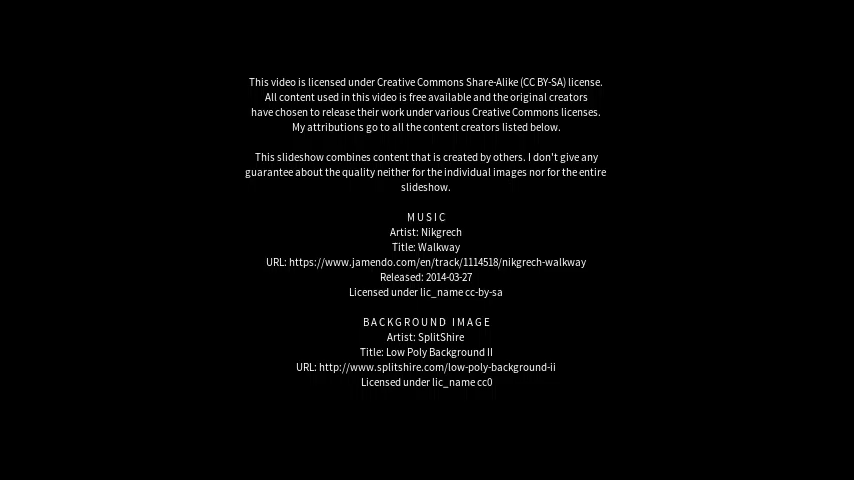 This video is licensed under Creative Commons Share-Alike (CC BY-SA) license.
All content used in this video is free available and the original creators
have chosen to release their work under various Creative Commons licenses.
My attributions go to all the content creators listed below.
This slideshow combines content that is created by others. I don't give any
guarantee about the quality neither for the individual images nor for the entire
slideshow.
MUSIC
Artist: Nikgrech
Title: Walkway
URL: https://www.jamendo.com/en/track/1114518/nikgrech-walkway
Released: 2014-03-27
Licensed under lic_name cc-by-sa
BACKGROUND IMAGE
Artist: SplitShire
Title: Low Poly Background II
URL: http://www.splitshire.com/low-poly-background-ii
Licensed under lic_name cc0